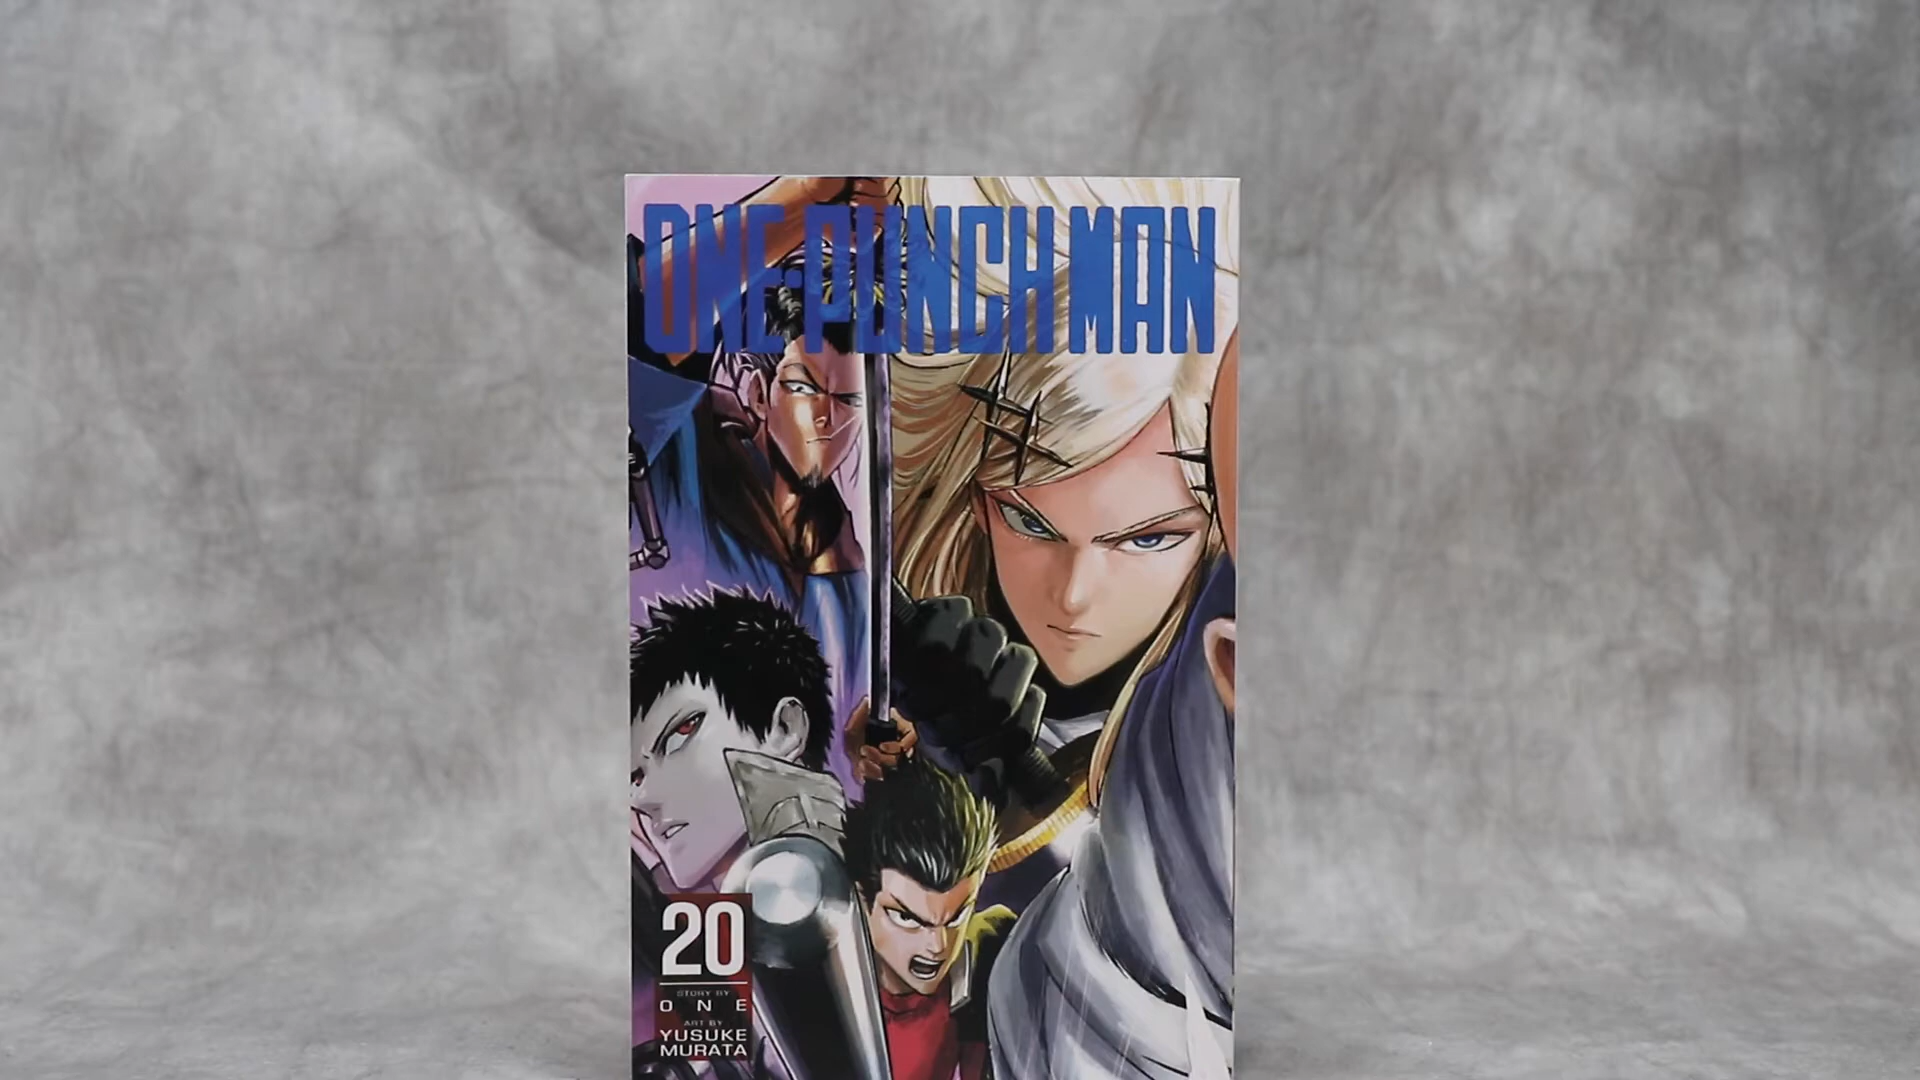 ONE-PUNCH MAN
20
STORY BY
ONE
ART BY
YUSUKE
MURATA